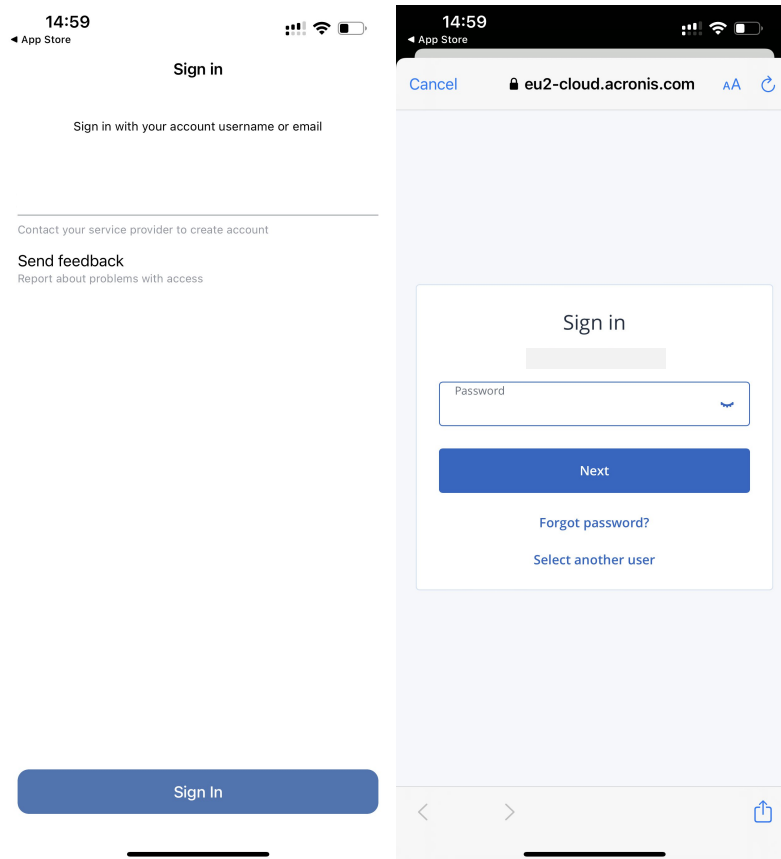 14:59
◀ App Store
Sign in
Sign in with your account username or email
Contact your service provider to create account
Send feedback
Report about problems with access
Sign In
14:59
◀ App Store
Cancel
eu2-cloud.acronis.com
AA
Sign in
Password
Next
Forgot password?
Select another user